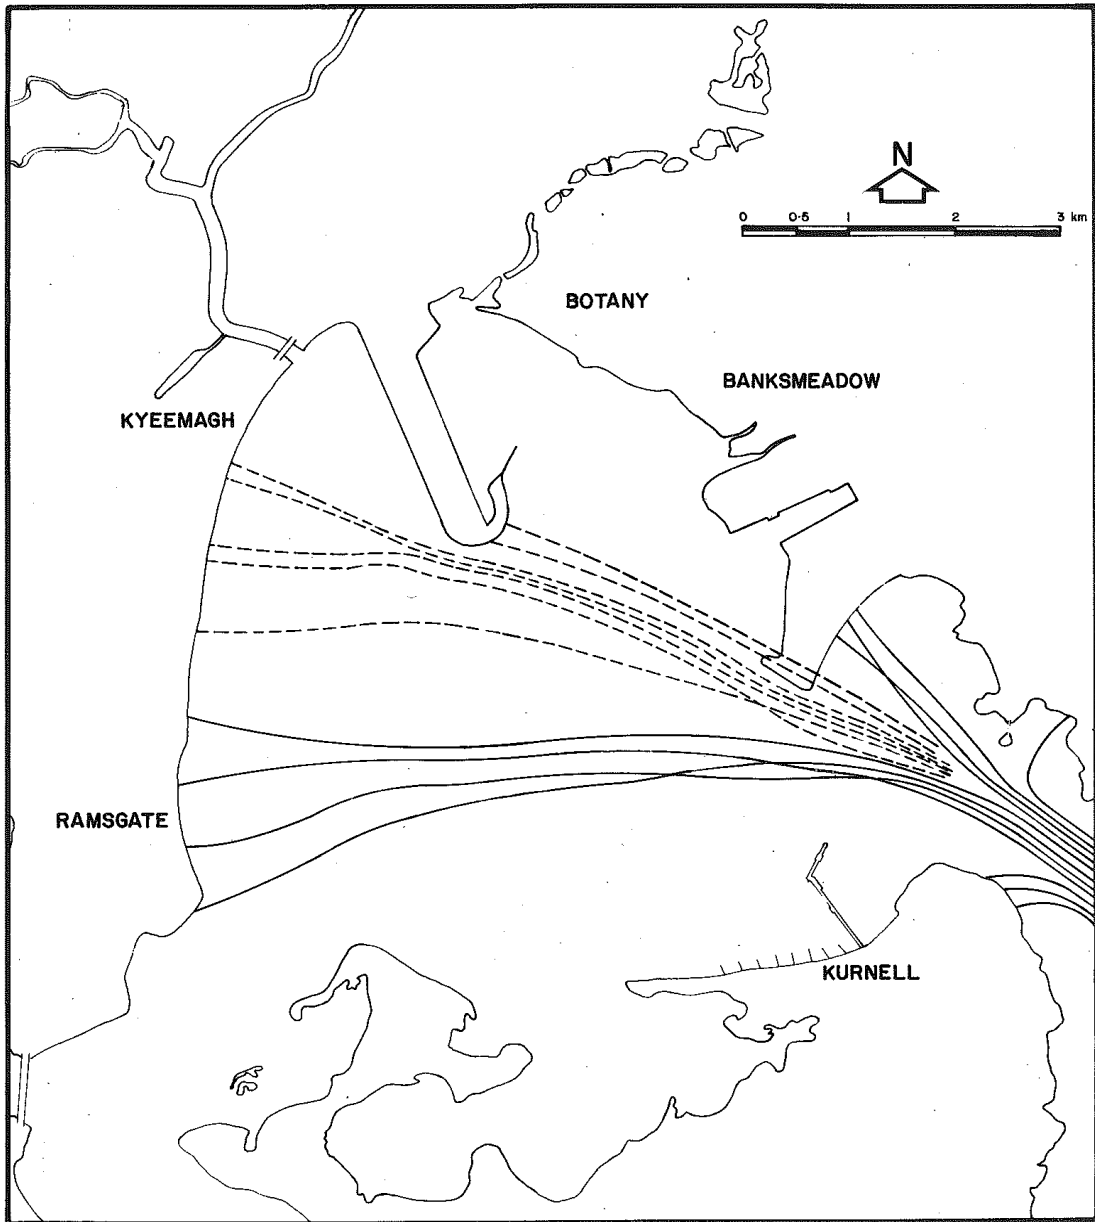 N
0 0·5 1 2 3 km
BOTANY
BANKSMEADOW
KYEEMAGH
RAMSGATE
KURNELL